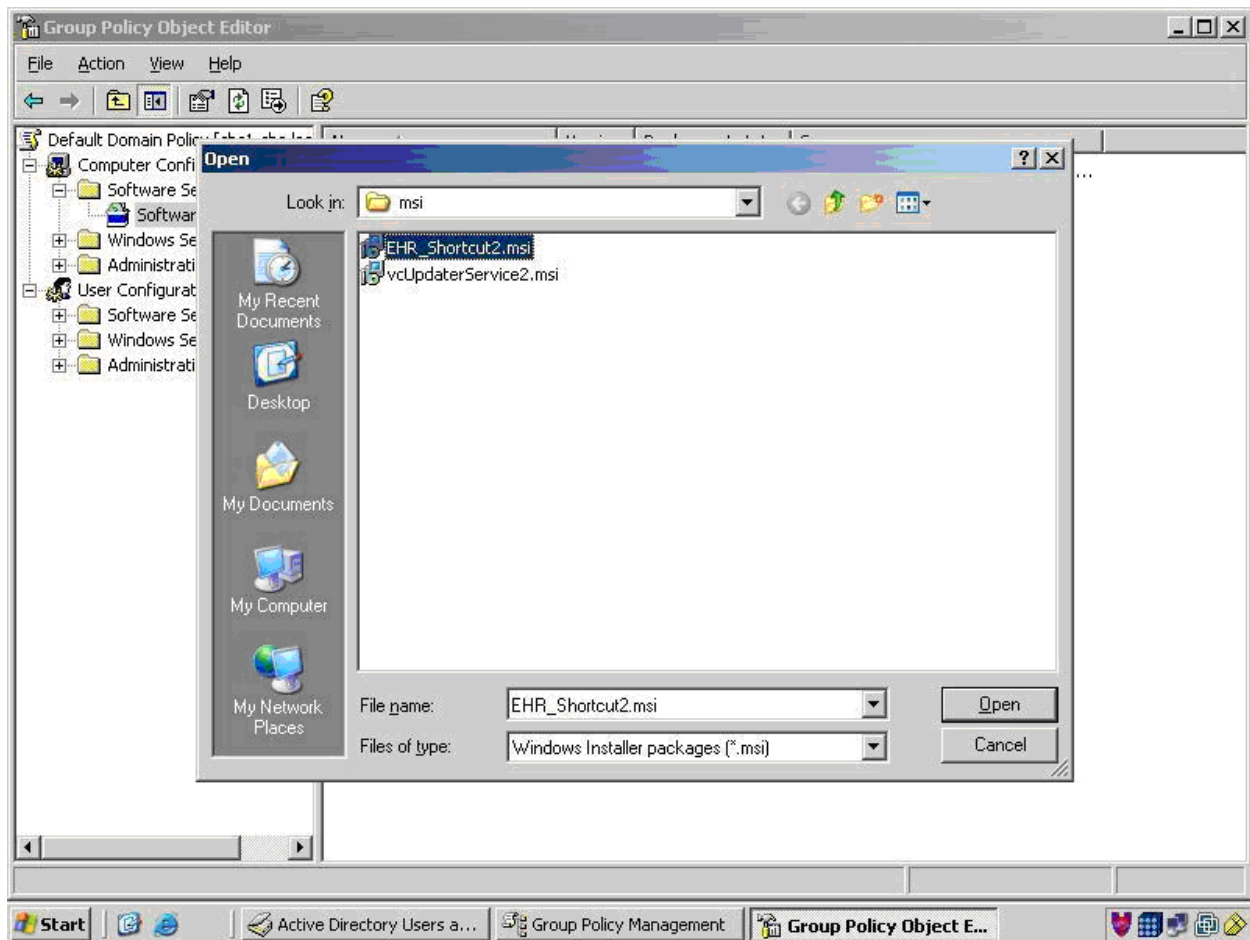 Group Policy Object Editor
File Action View Help
Default Domain Polic
Computer Confi
Software Se
Softwar
Windows Se
Administrati
User Configurat
Software Se
Windows Se
Administrati
...
Open
Look in: msi
EHR_Shortcut2.msi
vcUpdaterService2.msi
My Recent
Documents
Desktop
My Documents
My Computer
My Network
Places
File name: EHR_Shortcut2.msi Open
Files of type: Windows Installer packages (*.msi) Cancel
Start Active Directory Users a... Group Policy Management Group Policy Object E...